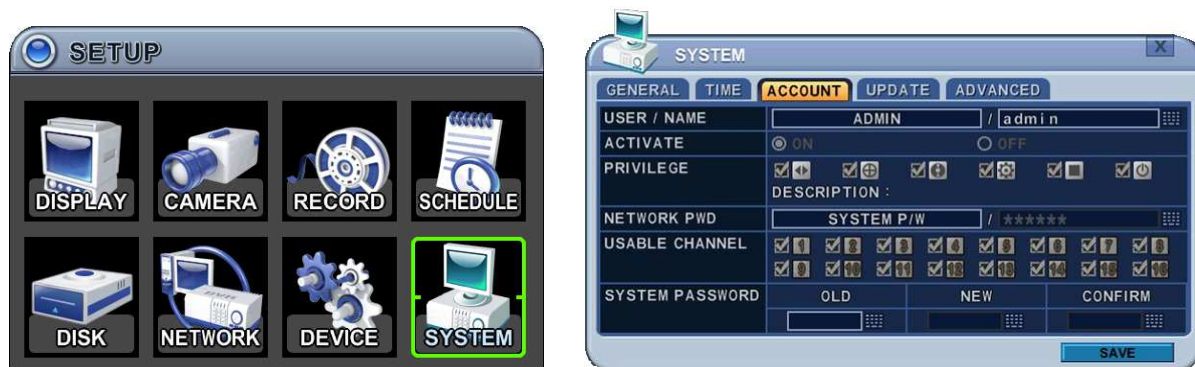 SETUP
DISPLAY CAMERA RECORD SCHEDULE
DISK NETWORK DEVICE SYSTEM
SYSTEM X
GENERAL TIME ACCOUNT UPDATE ADVANCED
USER / NAME ADMIN / admin
ACTIVATE ON OFF
PRIVILEGE
DESCRIPTION :
NETWORK PWD SYSTEM P/W / ******
USABLE CHANNEL 1 2 3 4 5 6 7 8
9 10 11 12 13 14 15 16
SYSTEM PASSWORD OLD NEW CONFIRM
SAVE